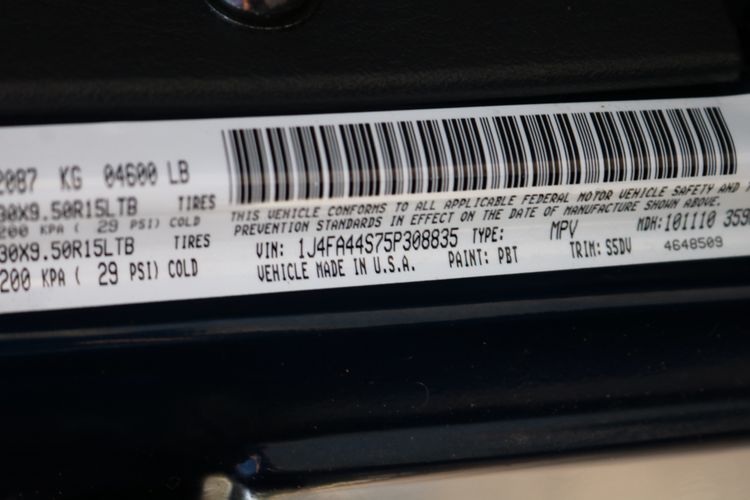 2087 KG 04600 LB
30X9.50R15LTB TIRES
200 KPA ( 29 PSI) COLD
30X9.50R15LTB TIRES
200 KPA ( 29 PSI) COLD
THIS VEHICLE CONFORMS TO ALL APPLICABLE FEDERAL MOTOR VEHICLE SAFETY AND
PREVENTION STANDARDS IN EFFECT ON THE DATE OF MANUFACTURE SHOWN ABOVE.
VIN: 1J4FA44S75P308835 TYPE: MPV MDH: 101110 353
VEHICLE MADE IN U.S.A. PAINT: PBT TRIM: S5DV 4648509